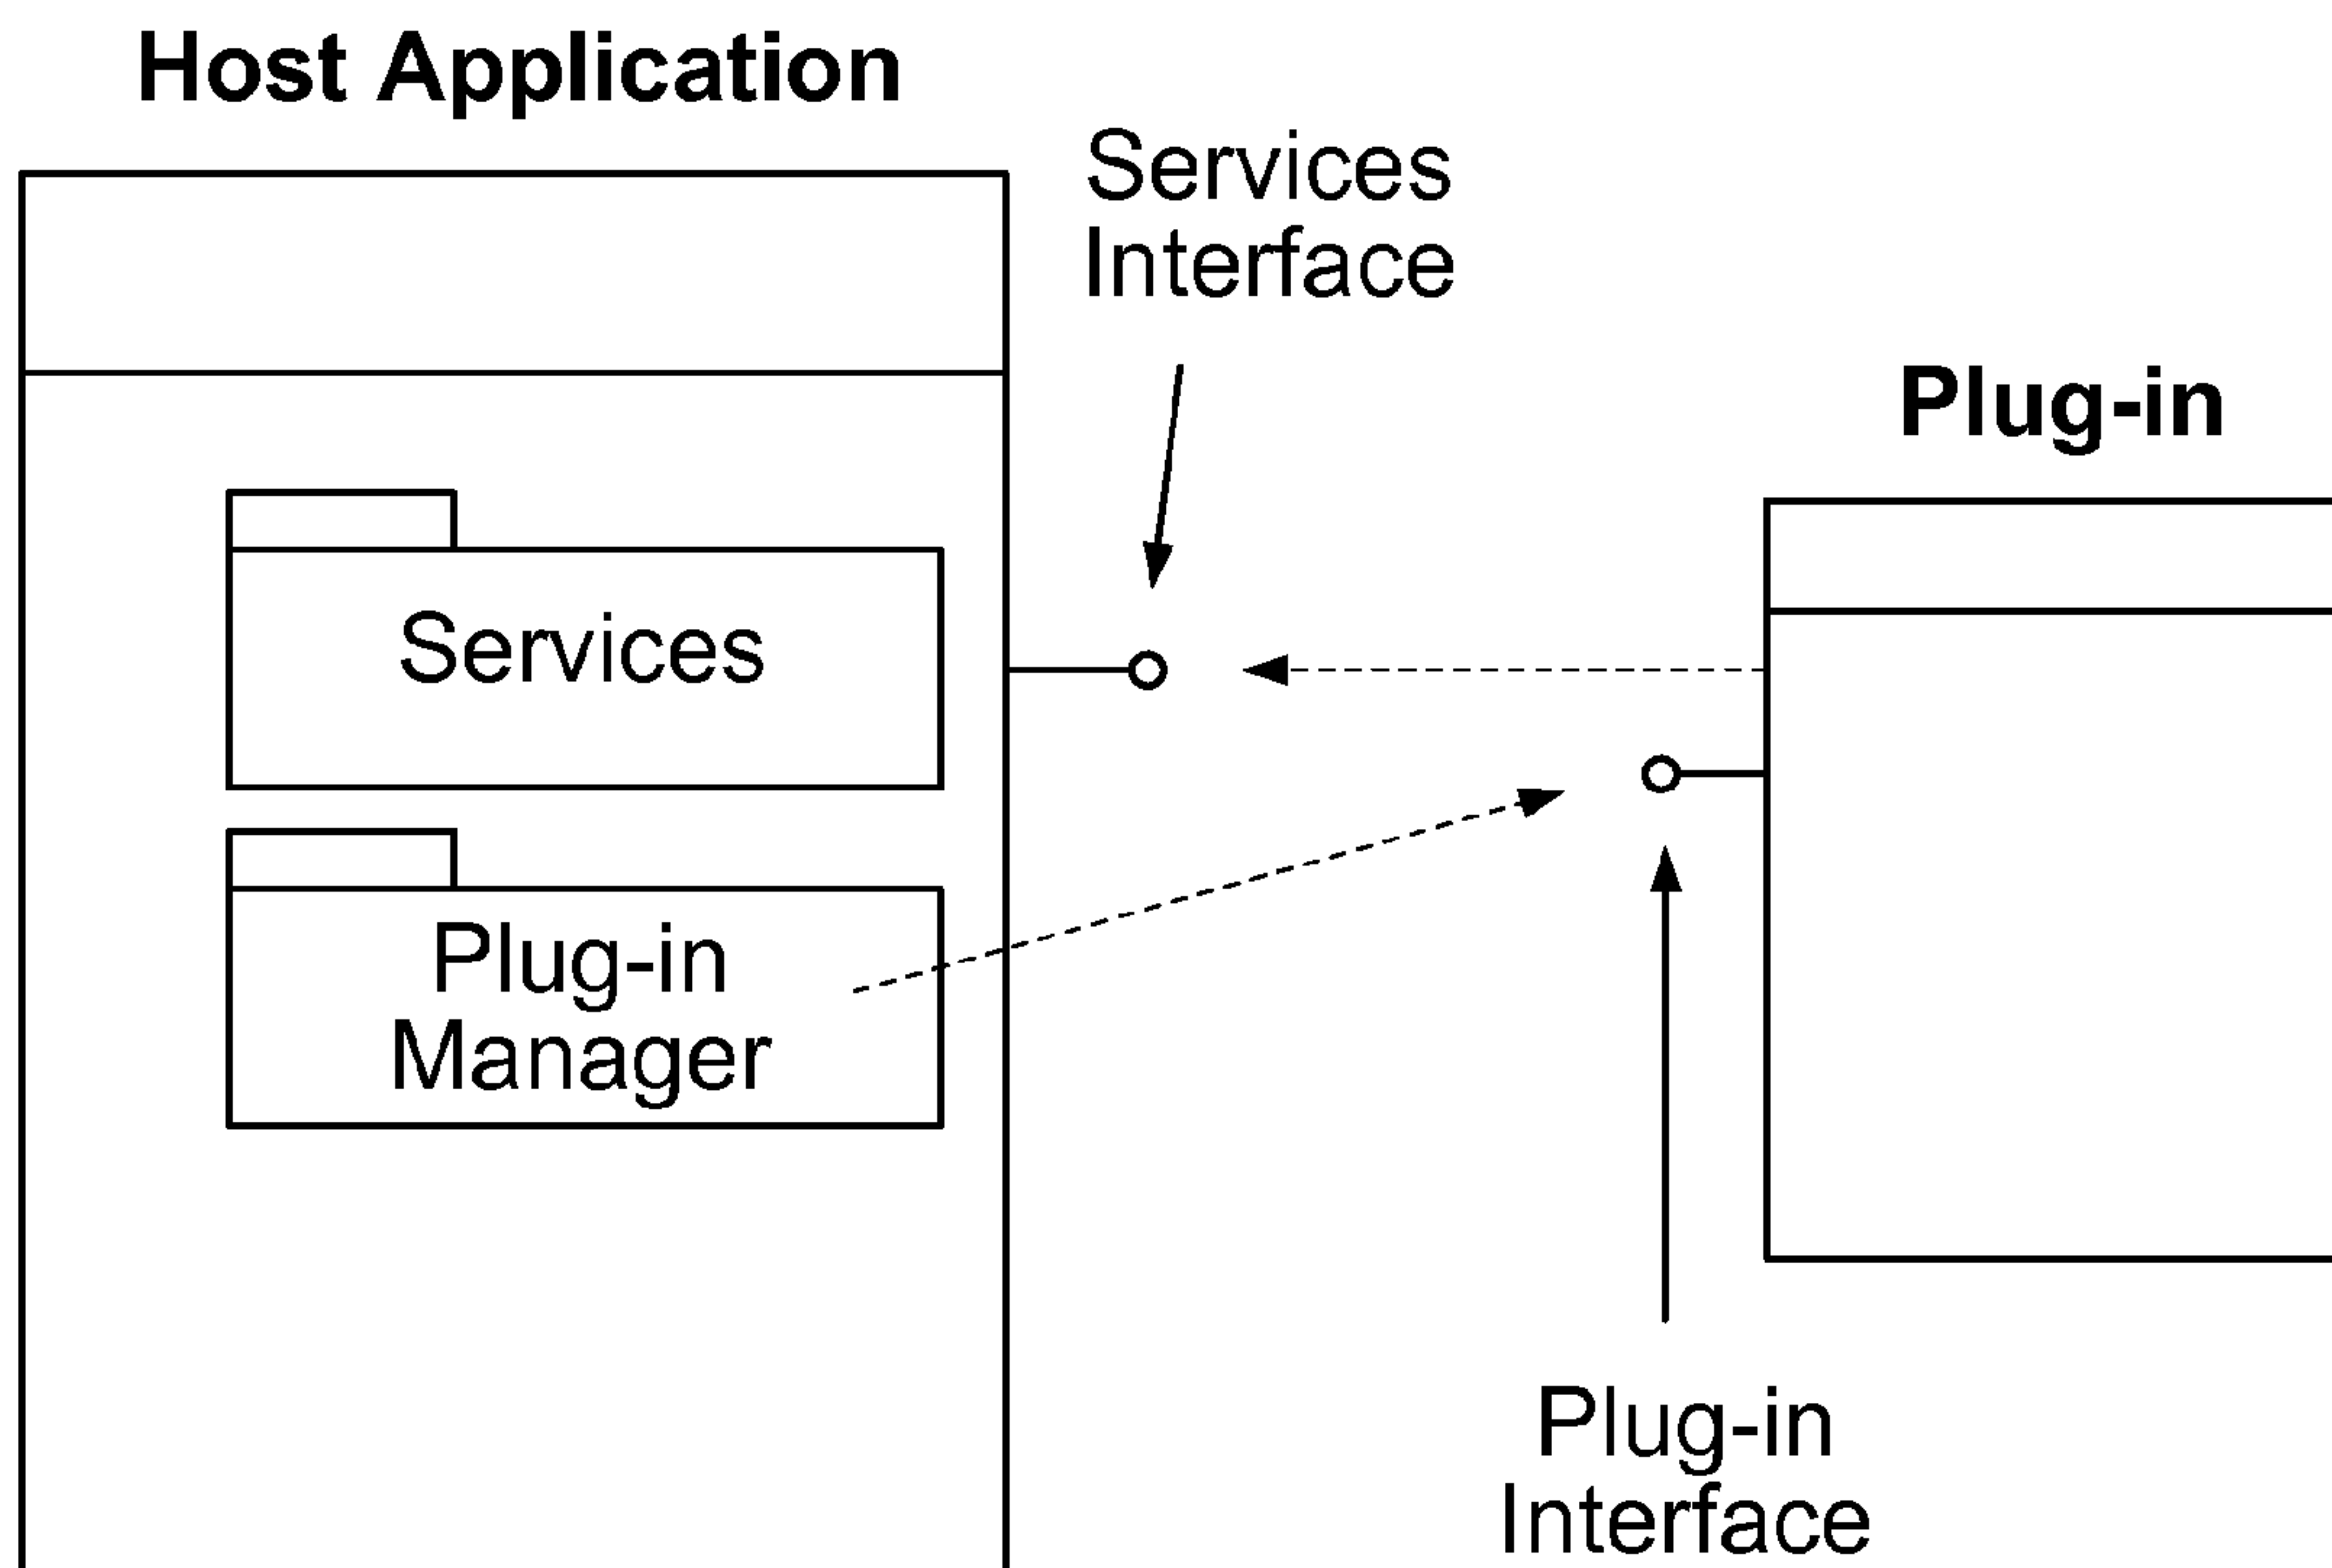 Host Application
Services
Interface
Plug-in
Services
Plug-in
Manager
Plug-in
Interface